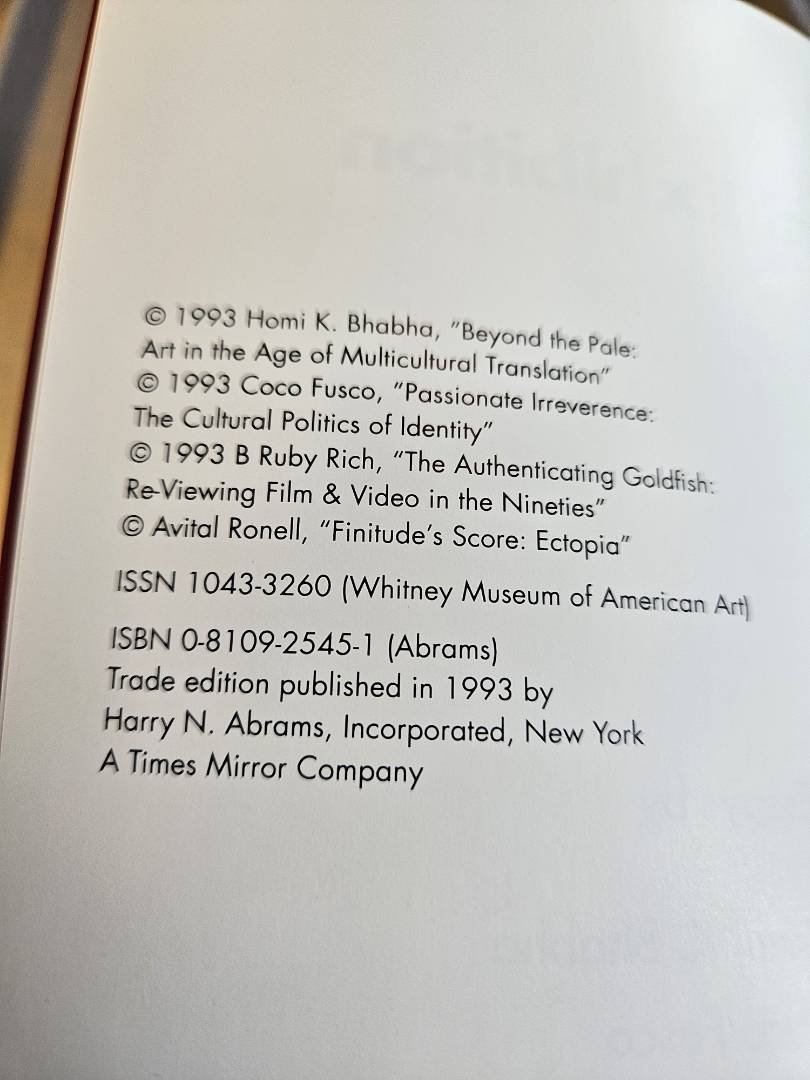 © 1993 Homi K. Bhabha, "Beyond the Pale:
Art in the Age of Multicultural Translation"
© 1993 Coco Fusco, "Passionate Irreverence:
The Cultural Politics of Identity"
© 1993 B Ruby Rich, "The Authenticating Goldfish:
Re-Viewing Film & Video in the Nineties"
© Avital Ronell, "Finitude's Score: Ectopia"
ISSN 1043-3260 (Whitney Museum of American Art)
ISBN 0-8109-2545-1 (Abrams)
Trade edition published in 1993 by
Harry N. Abrams, Incorporated, New York
A Times Mirror Company